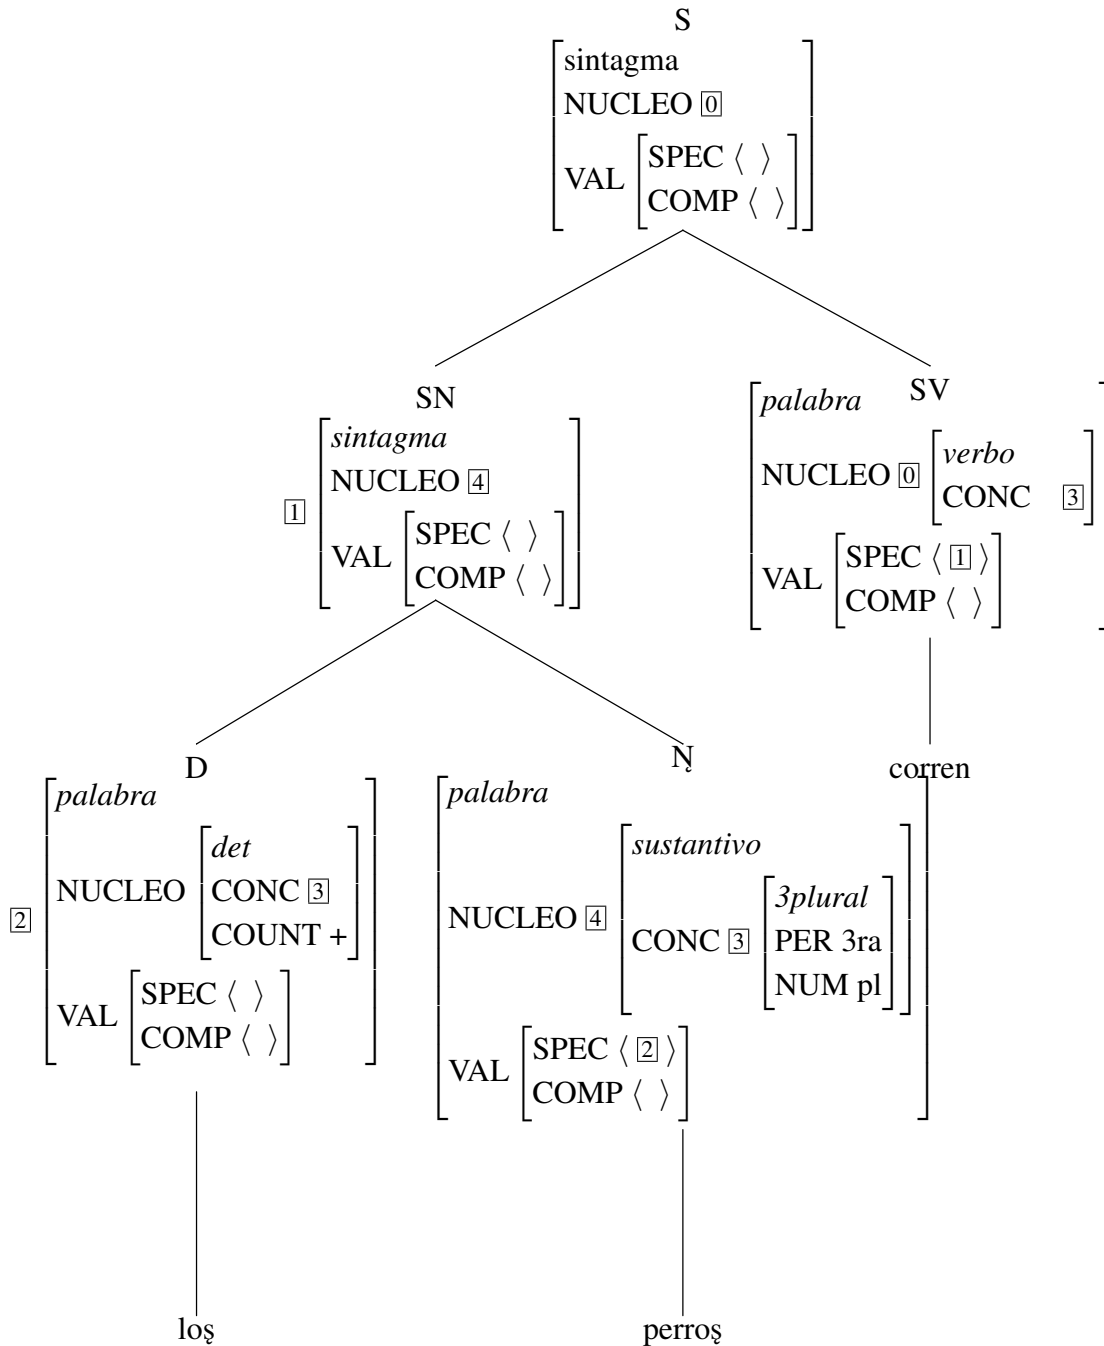 S
sintagma
NUCLEO 0
VAL SPEC ⟨ ⟩
COMP ⟨ ⟩
SN
1
sintagma
NUCLEO 4
VAL SPEC ⟨ ⟩
COMP ⟨ ⟩
SV
palabra
NUCLEO 0 verbo
CONC 3
VAL SPEC ⟨ 1 ⟩
COMP ⟨ ⟩
D
2
palabra
NUCLEO det
CONC 3
COUNT +
VAL SPEC ⟨ ⟩
COMP ⟨ ⟩
Ņ
palabra
NUCLEO 4 sustantivo
CONC 3 3plural
PER 3ra
NUM pl
VAL SPEC ⟨ 2 ⟩
COMP ⟨ ⟩
corren
loş
perroş